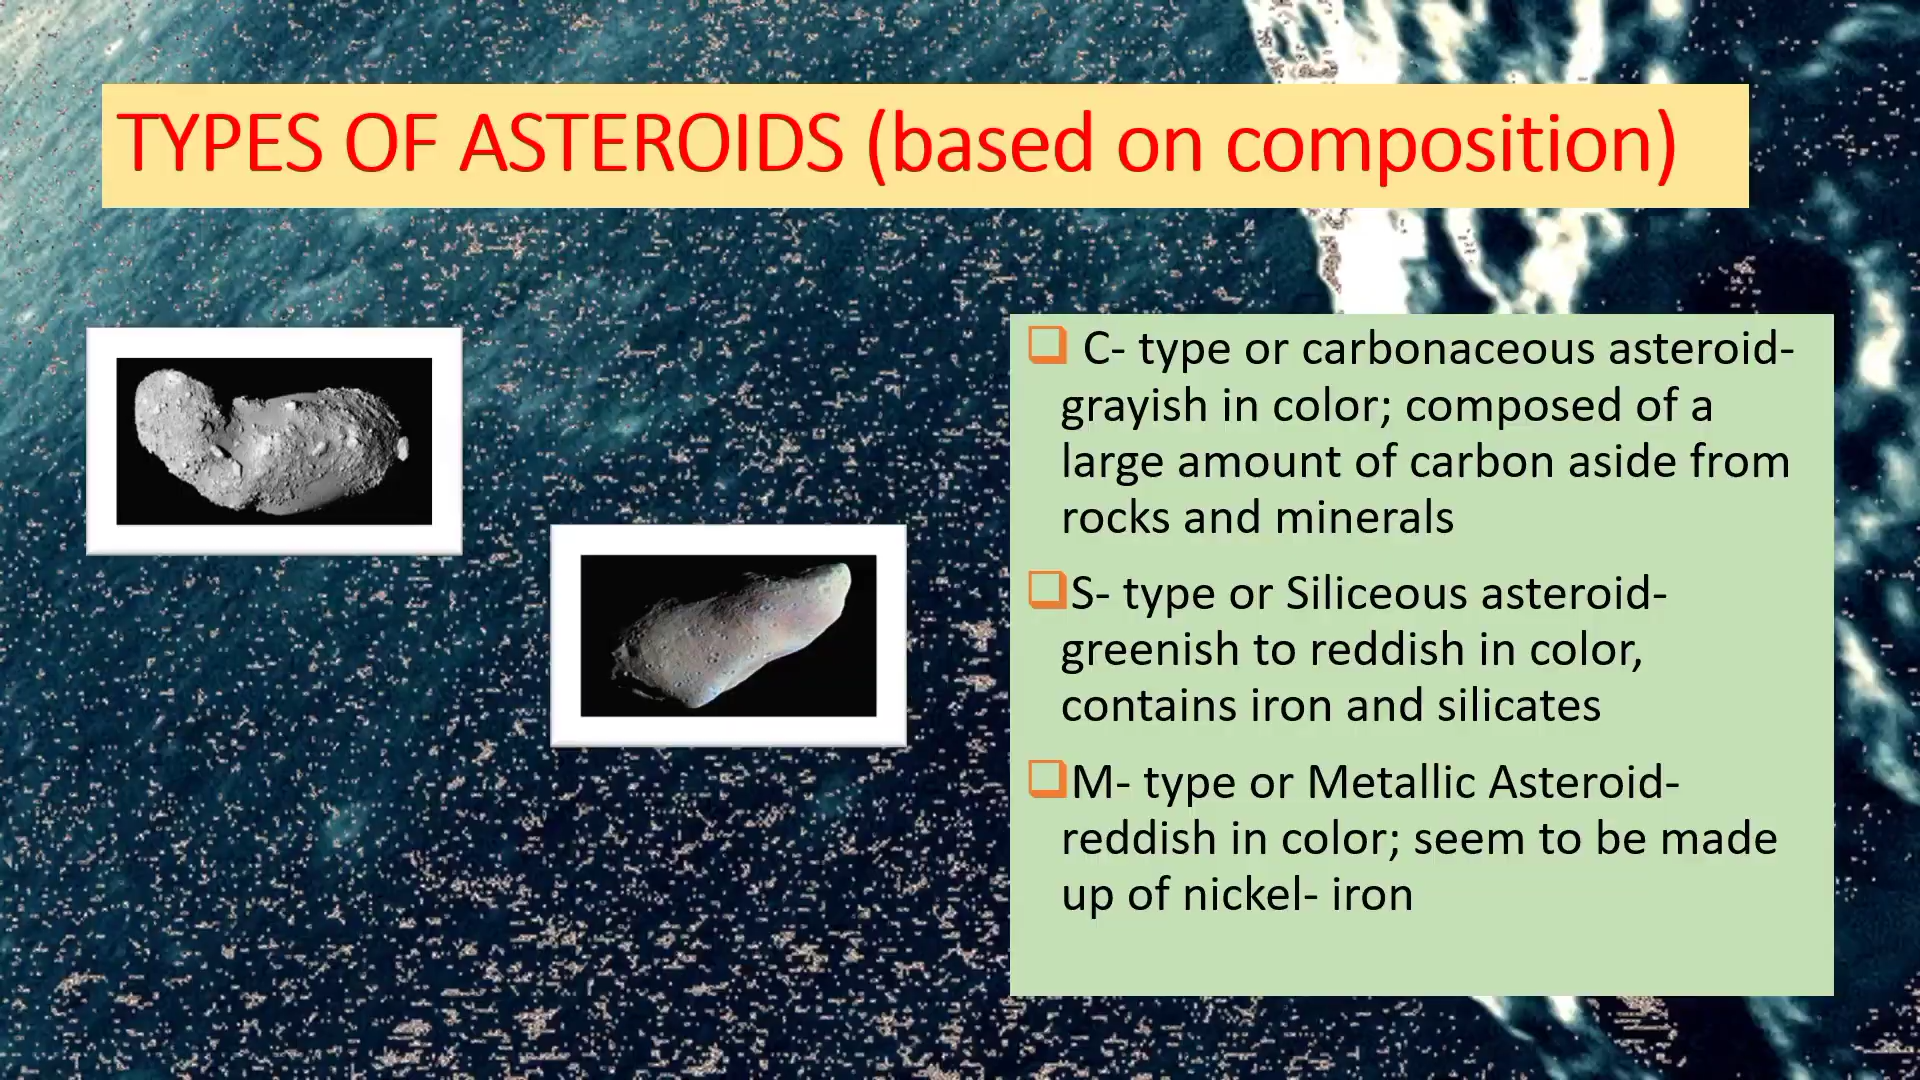 TYPES OF ASTEROIDS (based on composition)
C- type or carbonaceous asteroid-
grayish in color; composed of a
large amount of carbon aside from
rocks and minerals
S- type or Siliceous asteroid-
greenish to reddish in color,
contains iron and silicates
M- type or Metallic Asteroid-
reddish in color; seem to be made
up of nickel- iron